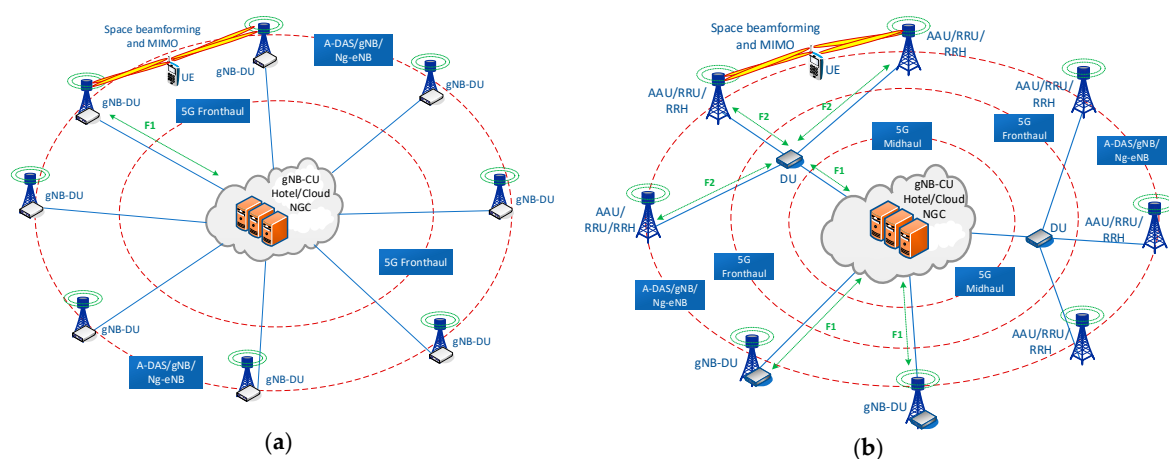 Space beamforming
and MIMO
UE
gNB-DU
A-DAS/gNB/
Ng-eNB
gNB-DU
gNB-DU
5G Fronthaul
F1
gNB-CU
Hotel/Cloud
NGC
gNB-DU
gNB-DU
5G Fronthaul
gNB-DU
gNB-DU
A-DAS/gNB/
Ng-eNB
gNB-DU
(a)
Space beamforming
and MIMO
UE
AAU/RRU/
RRH
AAU/RRU/
RRH
AAU/RRU/
RRH
F2
F2
5G
Fronthaul
5G
Midhaul
A-DAS/gNB/
Ng-eNB
DU
F1
F2
gNB-CU
Hotel/Cloud
NGC
AAU/
RRU/RRH
AAU/RRU/
RRH
DU
5G
Fronthaul
5G
Midhaul
A-DAS/gNB/
Ng-eNB
F1
F1
AAU/RRU/
RRH
gNB-DU
gNB-DU
(b)